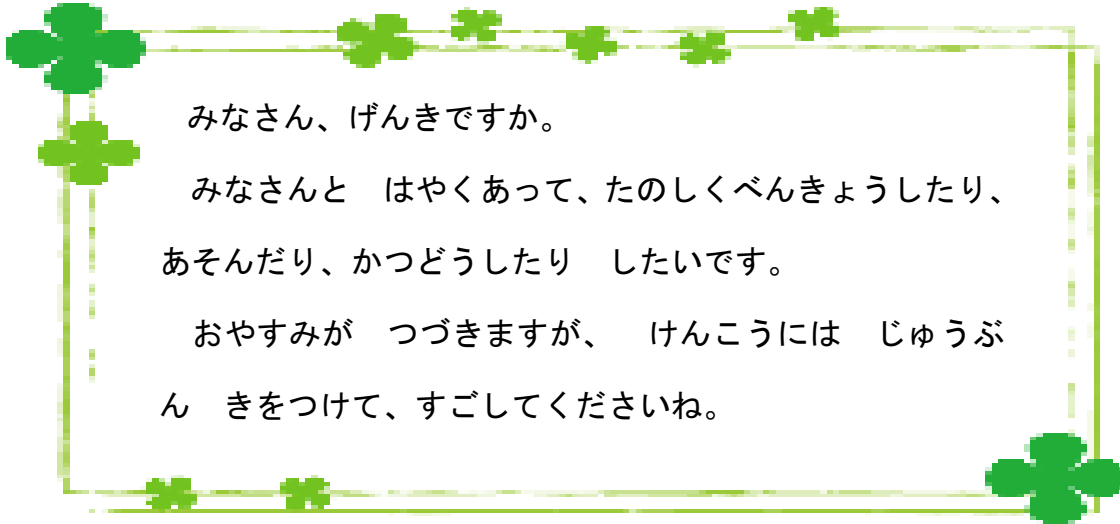 みなさん、げんきですか。
みなさんと　はやくあって、たのしくべんきょうしたり、
あそんだり、かつどうしたり　したいです。
おやすみが　つづきますが、　けんこうには　じゅうぶ
ん　きをつけて、すごしてくださいね。